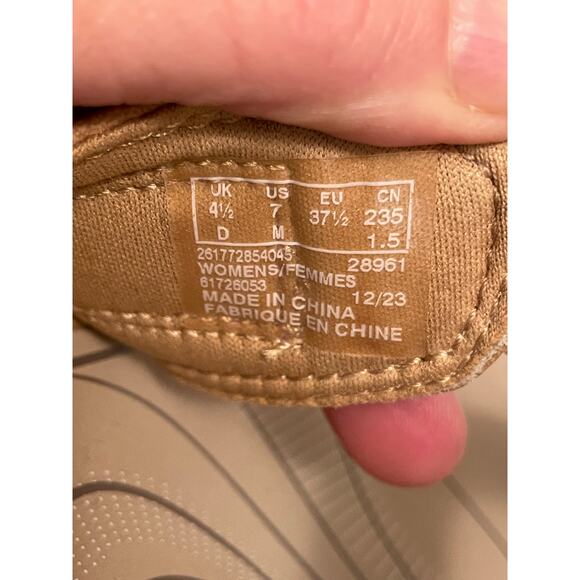 UK US EU CN
4½ 7 37½ 235
D M 1.5
261772854045 28961
WOMENS/FEMMES
61726053 12/23
MADE IN CHINA
FABRIQUE EN CHINE